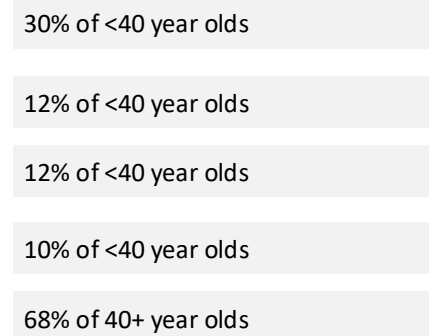 30% of <40 year olds
12% of <40 year olds
12% of <40 year olds
10% of <40 year olds
68% of 40+ year olds